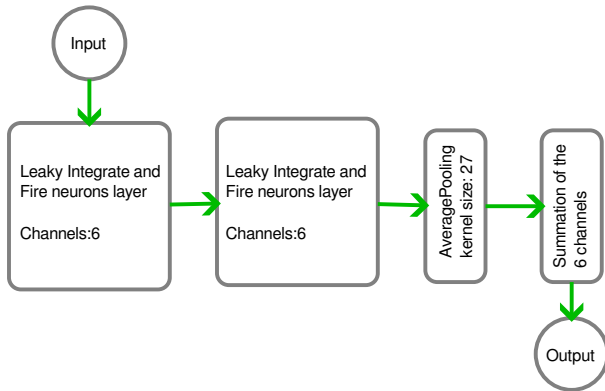 Input
Leaky Integrate and
Fire neurons layer
Channels:6
Leaky Integrate and
Fire neurons layer
Channels:6
AveragePooling
kernel size: 27
Summation of the
6 channels
Output